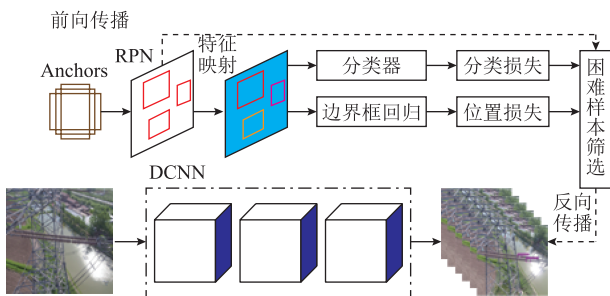 前向传播
RPN
特征
映射
Anchors
分类器
分类损失
边界框回归
位置损失
困难样本筛选
DCNN
反向
传播